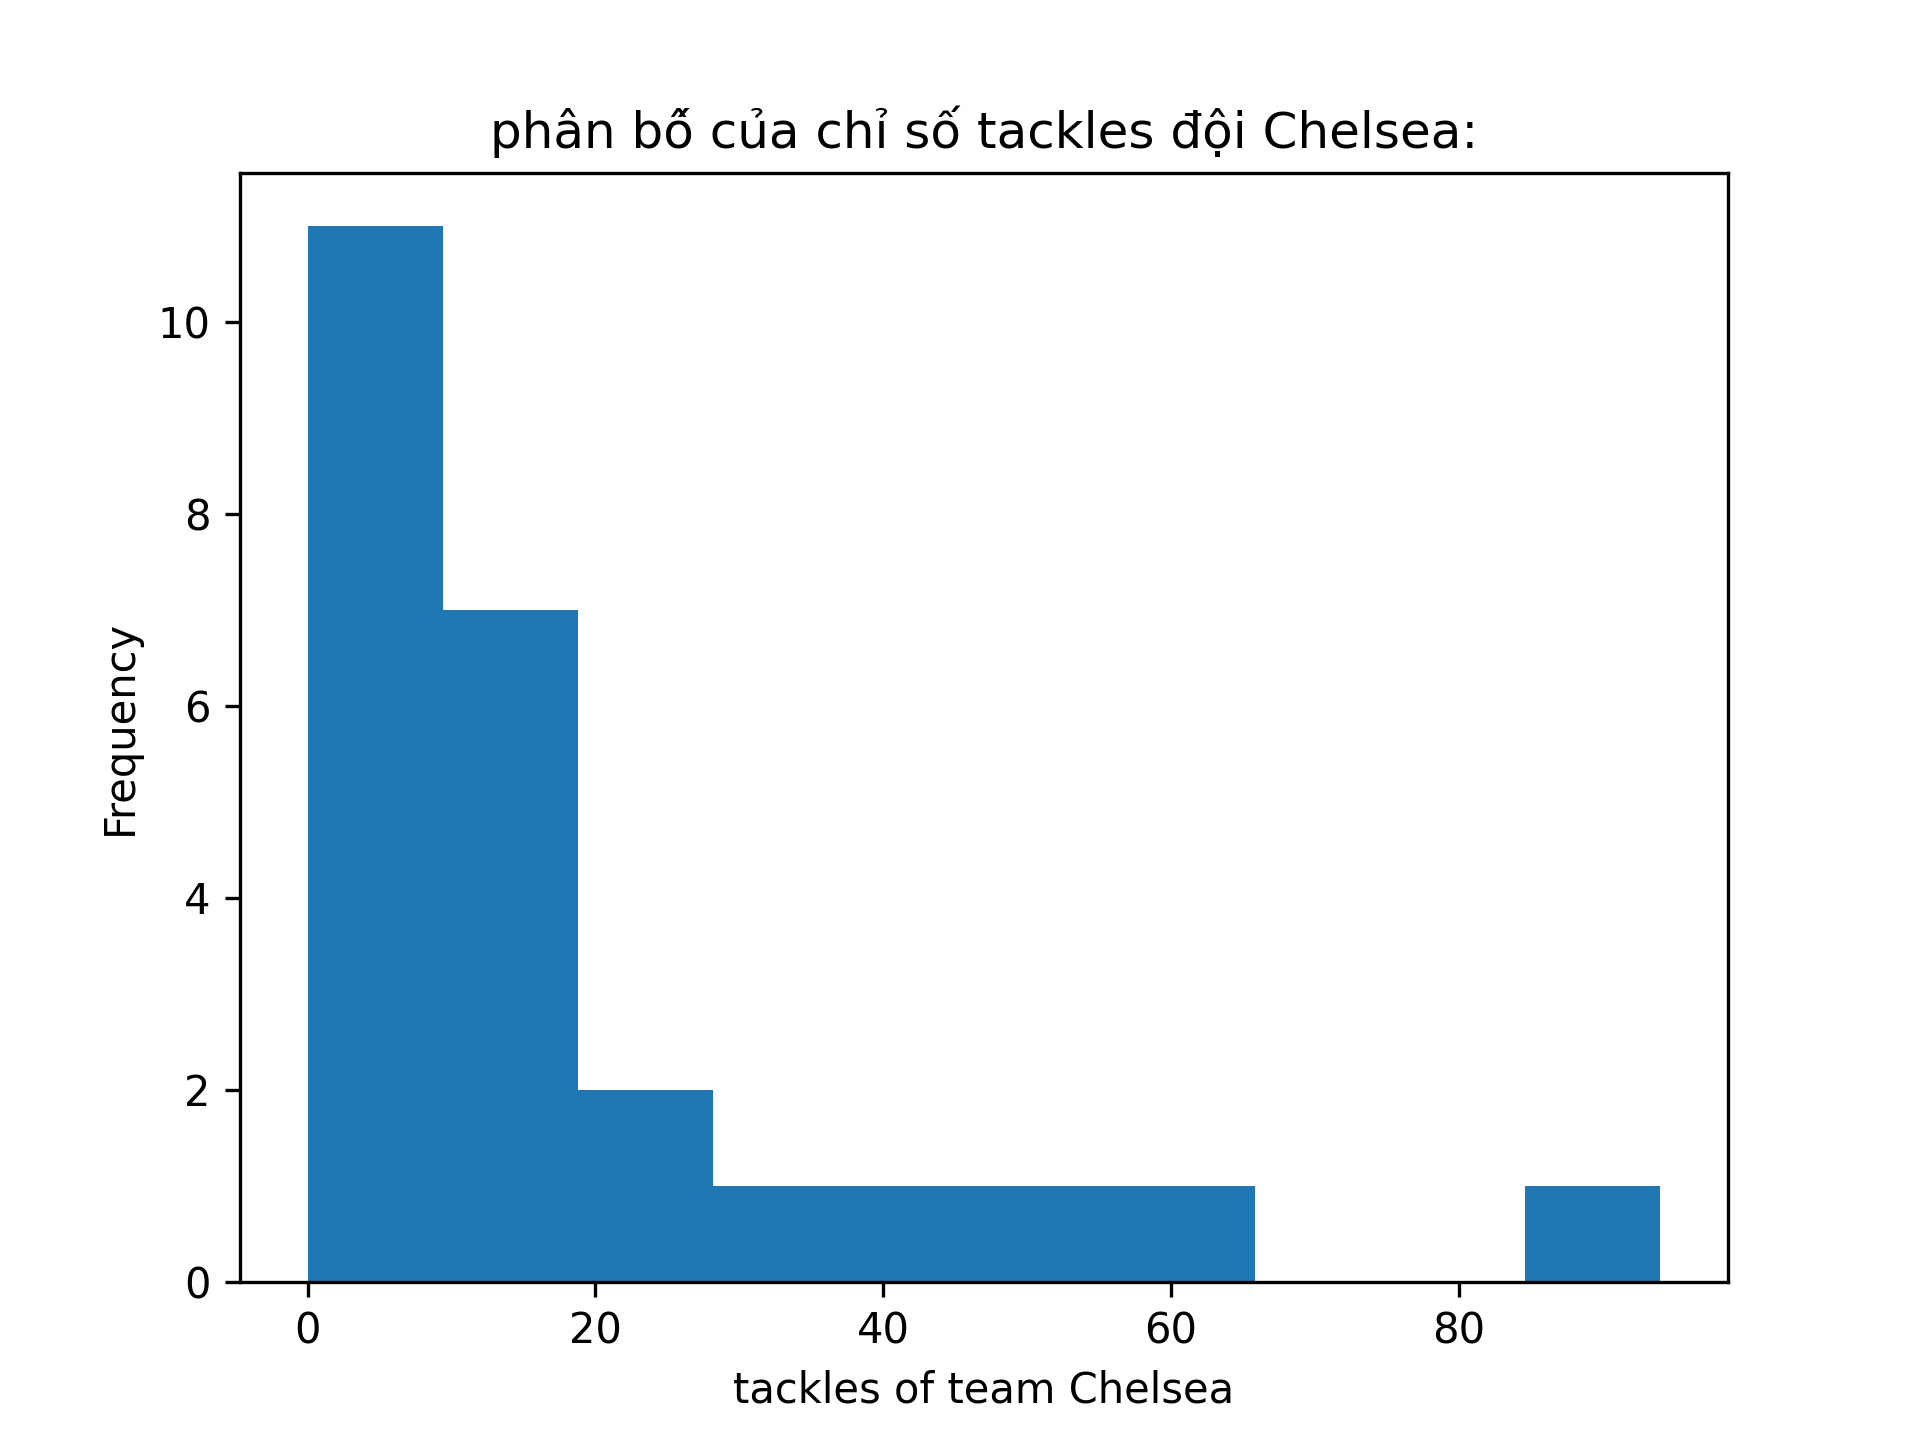 phân bố của chỉ số tackles đội Chelsea:
10
8
6
4
2
0
Frequency
0 20 40 60 80
tackles of team Chelsea